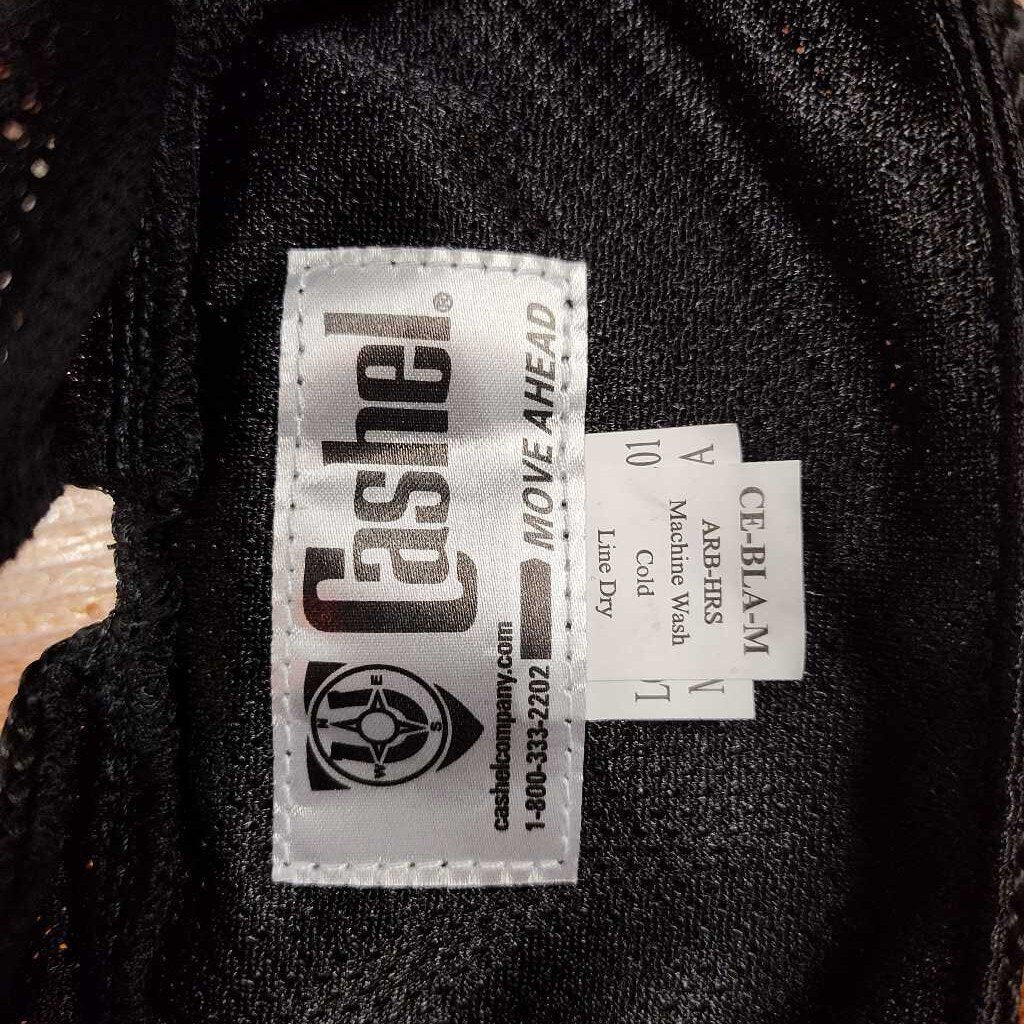 Cashel®
MOVE AHEAD
cashelcompany.com
1-800-333-2202
N
E
S
W
CE-BLA-M
ARB-HRS
Machine Wash
Cold
Line Dry